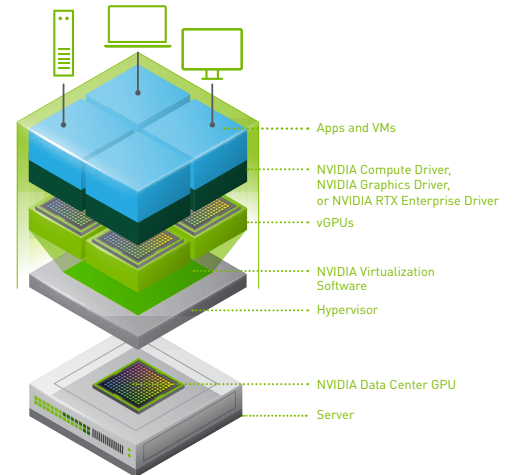 Apps and VMs
NVIDIA Compute Driver,
NVIDIA Graphics Driver,
or NVIDIA RTX Enterprise Driver
vGPUs
NVIDIA Virtualization
Software
Hypervisor
NVIDIA Data Center GPU
Server